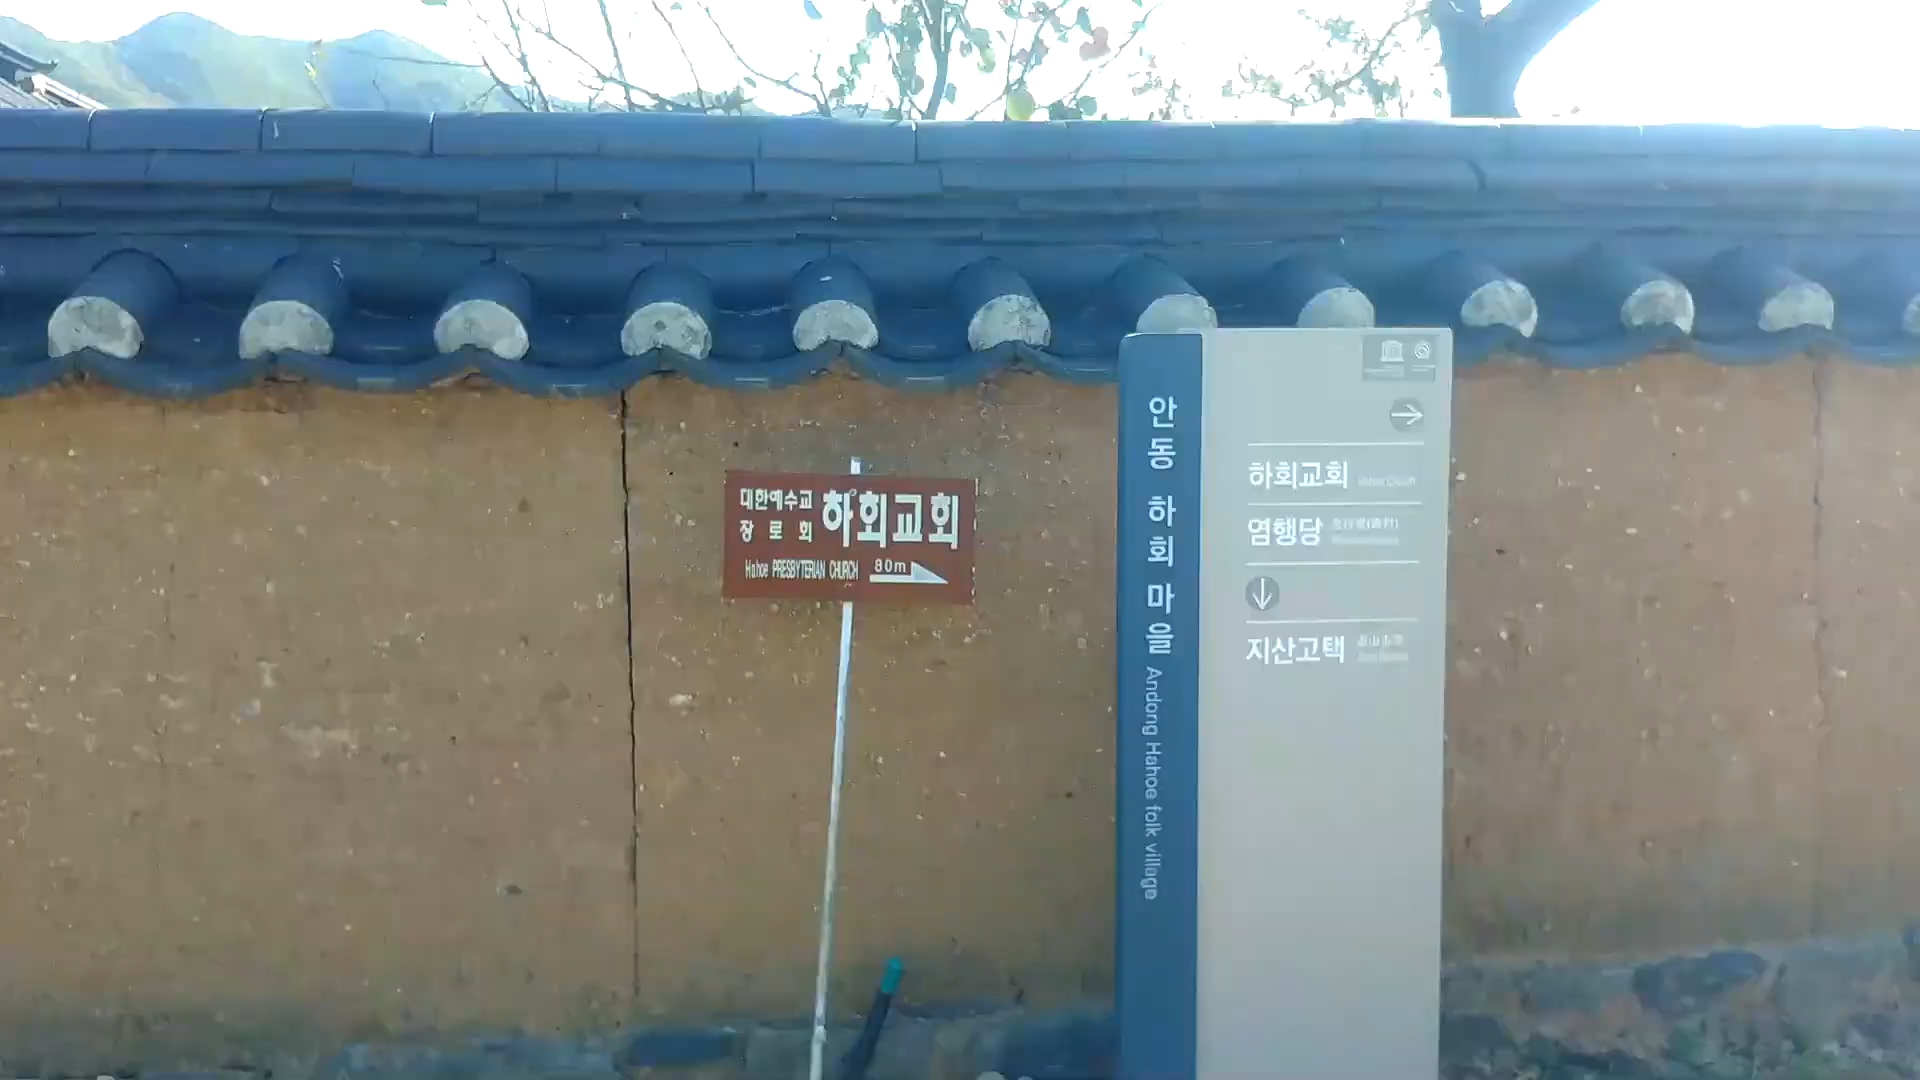 대한예수교
장로회
하회교회
Hahoe PRESBYTERIAN CHURCH 80m
안동 하회마을 Andong Hahoe folk village
하회교회
염행당
지산고택